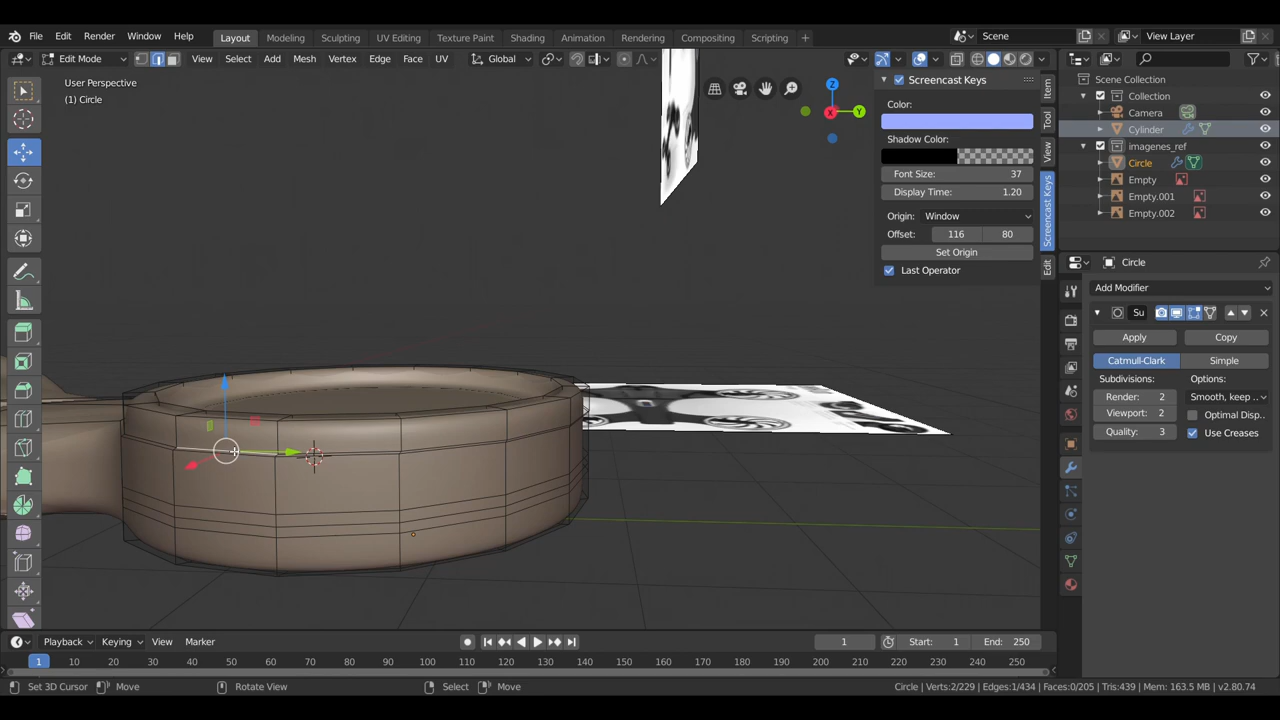 File Edit Render Window Help Layout Modeling Sculpting UV Editing Texture Paint Shading Animation Rendering Compositing Scripting + Scene View Layer
Edit Mode View Select Add Mesh Vertex Edge Face UV Global
User Perspective
(1) Circle
Z
X
Y
Screencast Keys
Color:
Shadow Color:
Font Size: 37
Display Time: 1.20
Origin: Window
Offset: 116 80
Set Origin
Last Operator
Item
Tool
View
Screencast Keys
Edit
Scene Collection
Collection
Camera
Cylinder
imagenes_ref
Circle
Empty
Empty.001
Empty.002
Circle
Add Modifier
Su
Apply Copy
Catmull-Clark Simple
Subdivisions: Options:
Render: 2 Smooth, keep ..
Viewport: 2 Optimal Disp..
Quality: 3 Use Creases
Playback Keying View Marker 1 Start: 1 End: 250
1 10 20 30 40 50 60 70 80 90 100 110 120 130 140 150 160 170 180 190 200 210 220 230 240 250
Set 3D Cursor Move Rotate View Select Move Circle | Verts:2/229 | Edges:1/434 | Faces:0/205 | Tris:439 | Mem: 163.5 MB | v2.80.74